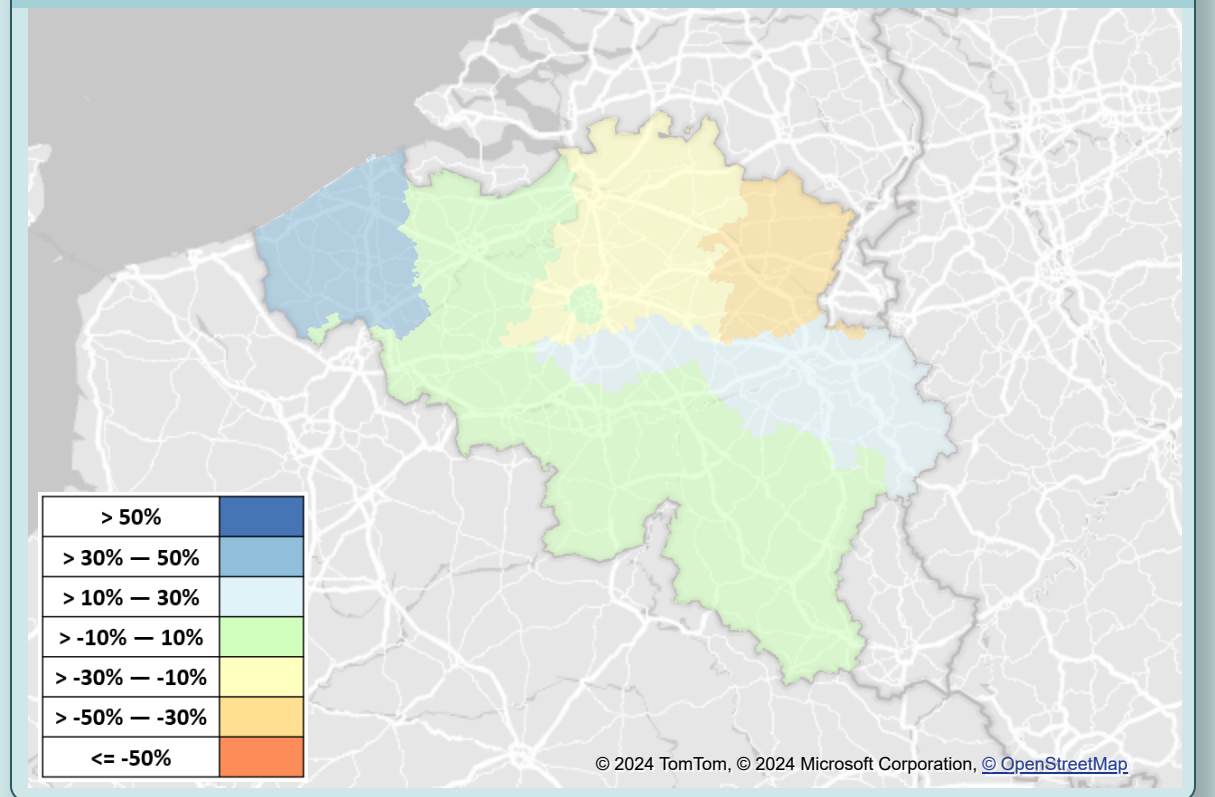 > 50%
> 30% — 50%
> 10% — 30%
> -10% — 10%
> -30% — -10%
> -50% — -30%
<= -50%
© 2024 TomTom, © 2024 Microsoft Corporation, © OpenStreetMap